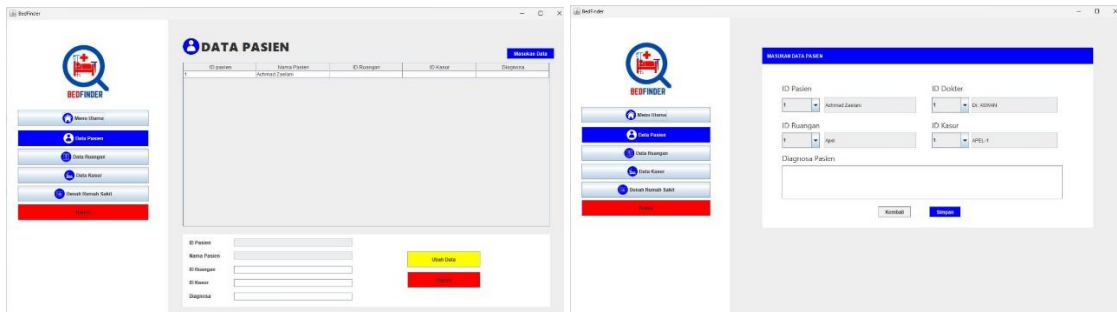 BedFinder
BEDFINDER
Menu Utama
Data Pasien
Data Ruangan
Data Kasur
Denah Rumah Sakit
DATA PASIEN
Masukan Data
ID pasien Nama Pasien ID Ruangan ID Kasur Diagnosa
1 Achmad Zaelani
ID Pasien
Nama Pasien
ID Ruangan
ID Kasur
Diagnosa
Ubah Data
BedFinder
BEDFINDER
Menu Utama
Data Pasien
Data Ruangan
Data Kasur
Denah Rumah Sakit
MASUKAN DATA PASIEN
ID Pasien ID Dokter
1 Achmad Zaelani 1 Dr.
ID Ruangan ID Kasur
1 Apel 1 APEL-1
Diagnosa Pasien
Kembali Simpan